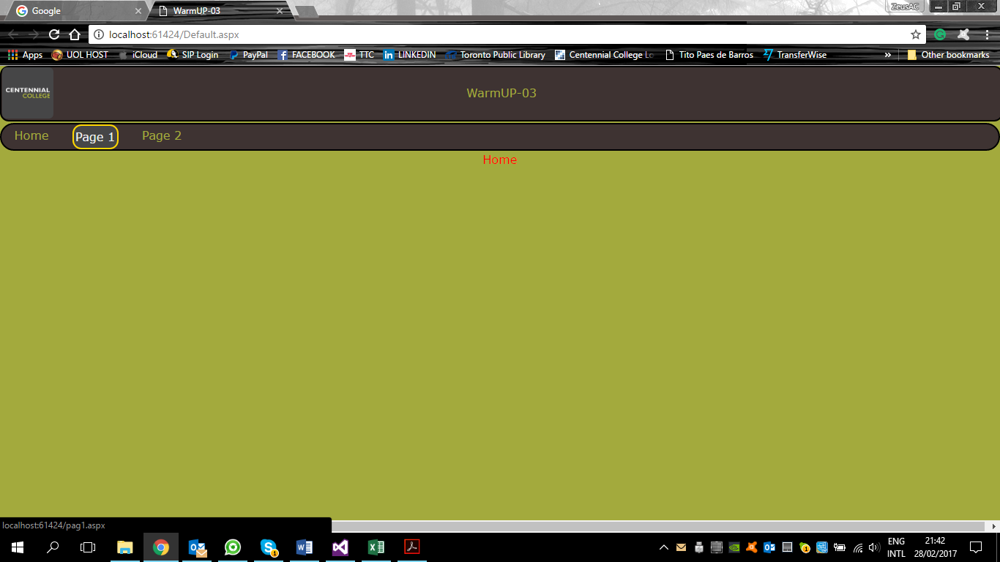 Google
WarmUP-03
ZeusAC
localhost:61424/Default.aspx
Apps UOL HOST iCloud SIP Login PayPal FACEBOOK TTC LINKEDIN Toronto Public Library Centennial College Lo Tito Paes de Barros TransferWise » Other bookmarks
CENTENNIAL
COLLEGE
WarmUP-03
Home Page 1 Page 2
Home
localhost:61424/pag1.aspx
ENG
INTL
21:42
28/02/2017